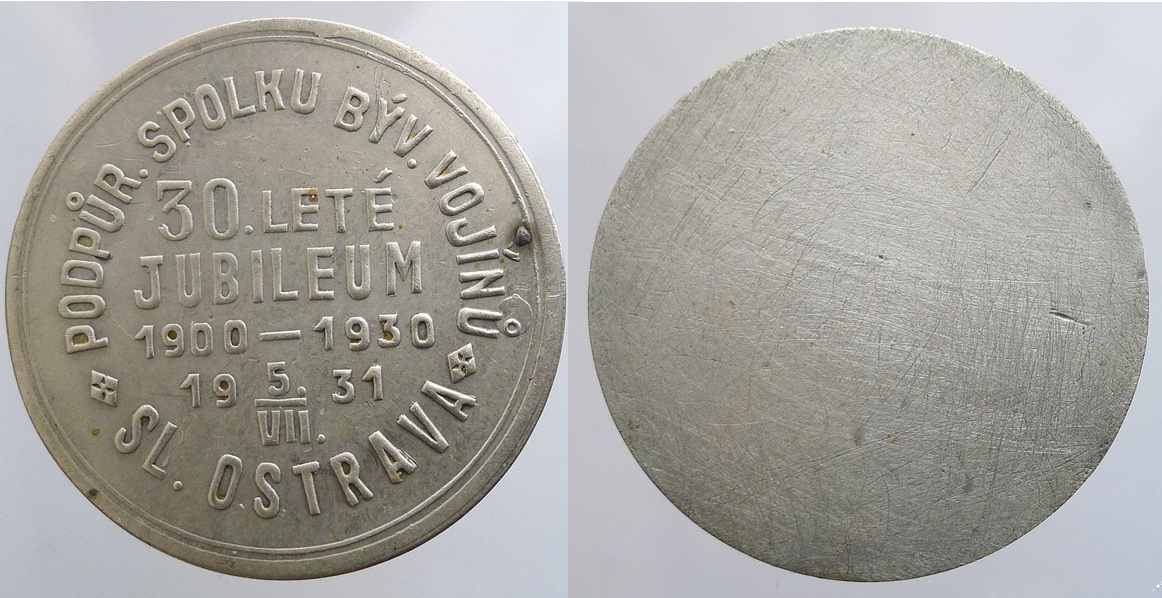 PODPŮR. SPOLKU BÝV. VOJÍNŮ
30. LETÉ
JUBILEUM
1900 — 1930
19 5. 31
VII.
SL. OSTRAVA